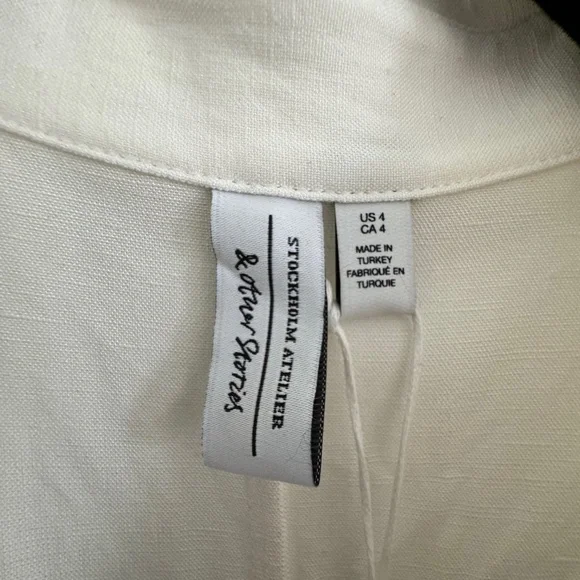 STOCKHOLM ATELIER
& Other Stories
US 4
CA 4
MADE IN
TURKEY
FABRIQUÉ EN
TURQUIE